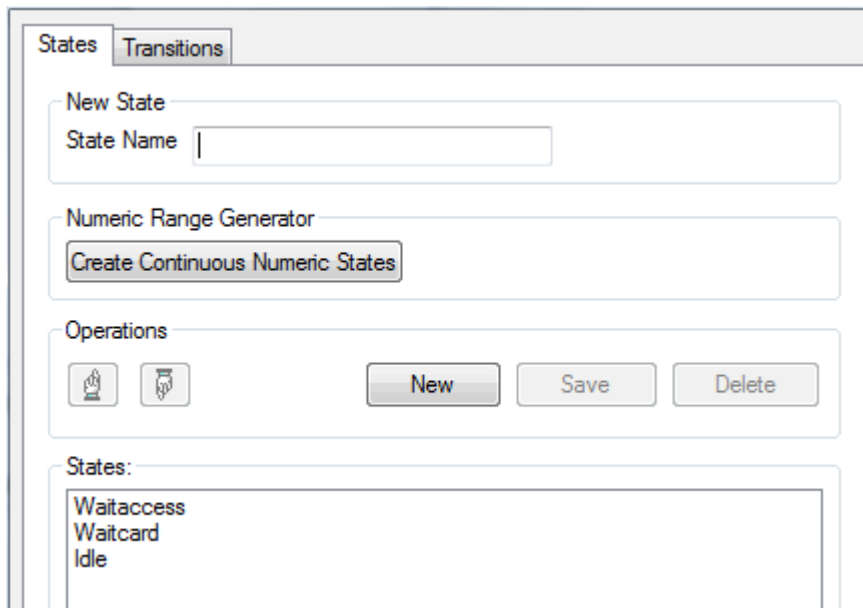 States Transitions
New State
State Name
Numeric Range Generator
Create Continuous Numeric States
Operations
New Save Delete
States:
Waitaccess
Waitcard
Idle